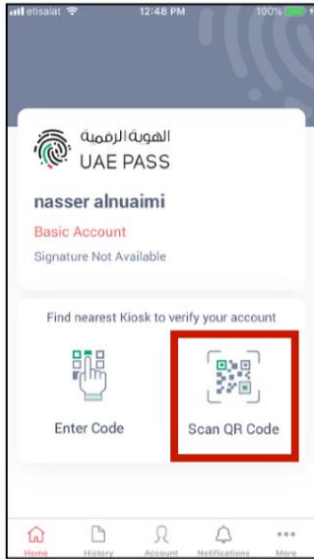 etisalat 12:48 PM 100%
الهوية الرقمية
UAE PASS
nasser alnuaimi
Basic Account
Signature Not Available
Find nearest Kiosk to verify your account
Enter Code Scan QR Code
Home History Account Notifications More